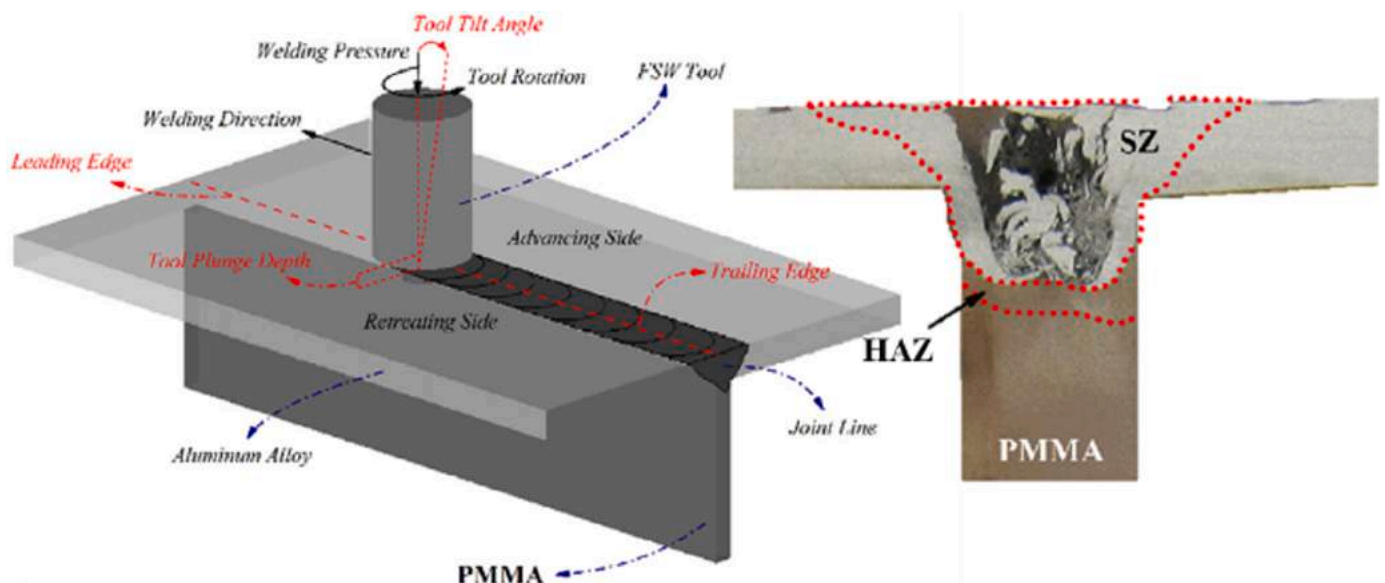 Tool Tilt Angle
Welding Pressure
Tool Rotation
FSW Tool
Welding Direction
Leading Edge
Advancing Side
Tool Plunge Depth
Trailing Edge
Retreating Side
Joint Line
Aluminum Alloy
PMMA
SZ
HAZ
PMMA